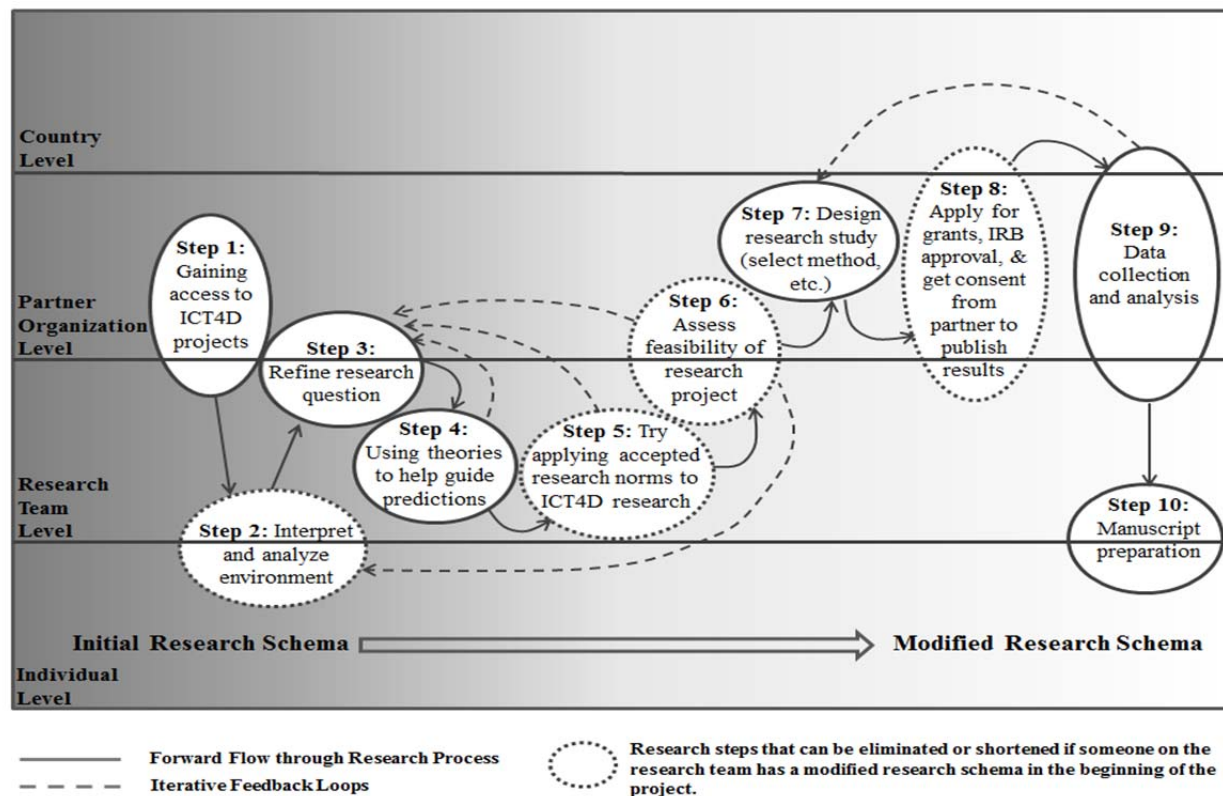 Country
Level
Step 1:
Gaining
access to
ICT4D
projects
Partner
Organization
Level
Step 3:
Refine research
question
Step 4:
Using theories
to help guide
predictions
Step 5: Try
applying accepted
research norms to
ICT4D research
Step 6:
Assess
feasibility of
research
project
Step 7: Design
research study
(select method,
etc.)
Step 8:
Apply for
grants, IRB
approval, &
get consent
from
partner to
publish
results
Step 9:
Data
collection
and analysis
Research
Team
Level
Step 2: Interpret
and analyze
environment
Step 10:
Manuscript
preparation
Initial Research Schema
Modified Research Schema
Individual
Level
Forward Flow through Research Process
Iterative Feedback Loops
Research steps that can be eliminated or shortened if someone on the
research team has a modified research schema in the beginning of the
project.